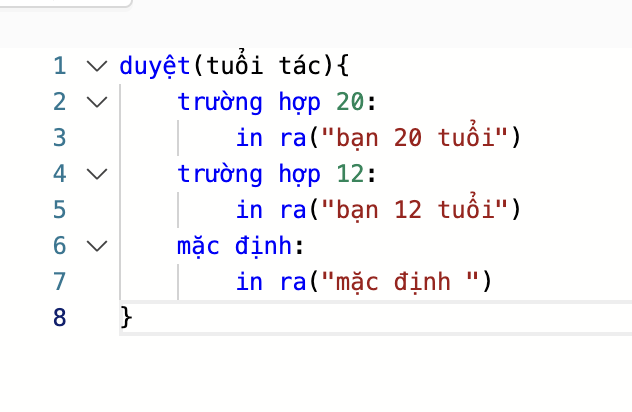 1 duyệt(tuổi tác){
2 trường hợp 20:
3 in ra("bạn 20 tuổi")
4 trường hợp 12:
5 in ra("bạn 12 tuổi")
6 mặc định:
7 in ra("mặc định ")
8 }